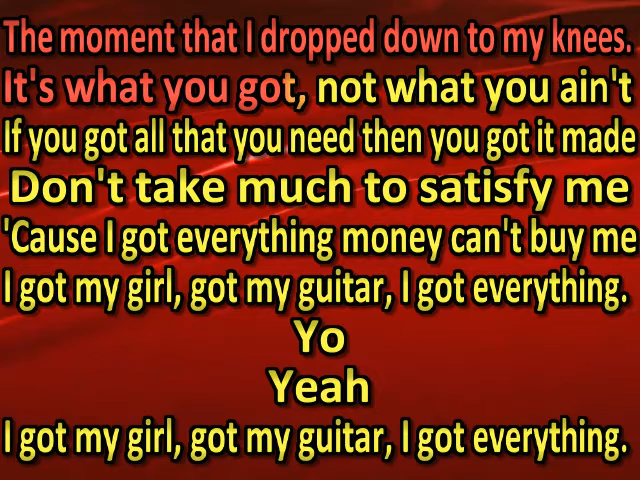 The moment that I dropped down to my knees.
It's what you got, not what you ain't
If you got all that you need then you got it made
Don't take much to satisfy me
'Cause I got everything money can't buy me
I got my girl, got my guitar, I got everything.
Yo
Yeah
I got my girl, got my guitar, I got everything.